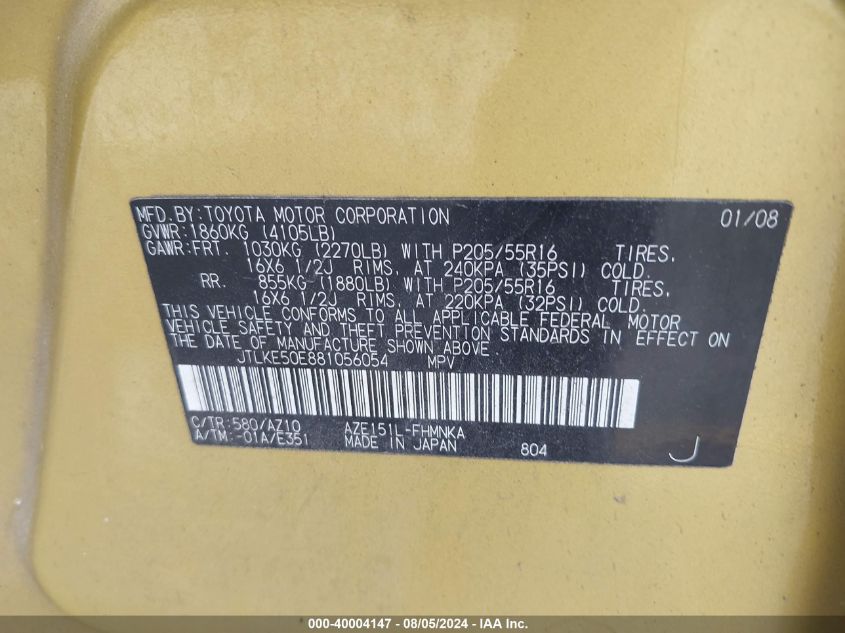 MFD.BY:TOYOTA MOTOR CORPORATION 01/08
GVWR:1860KG (4105LB)
GAWR:FRT. 1030KG (2270LB) WITH P205/55R16 TIRES,
16X6 1/2J RIMS, AT 240KPA (35PSI) COLD.
RR. 855KG (1880LB) WITH P205/55R16 TIRES,
16X6 1/2J RIMS, AT 220KPA (32PSI) COLD.
THIS VEHICLE CONFORMS TO ALL APPLICABLE FEDERAL MOTOR
VEHICLE SAFETY AND THEFT PREVENTION STANDARDS IN EFFECT ON
THE DATE OF MANUFACTURE SHOWN ABOVE.
JTLKE50E881056054 MPV
C/TR:580/AZ10 AZE151L-FHMNKA
A/TM:-01A/E351 MADE IN JAPAN 804 J
000-40004147 - 08/05/2024 - IAA Inc.